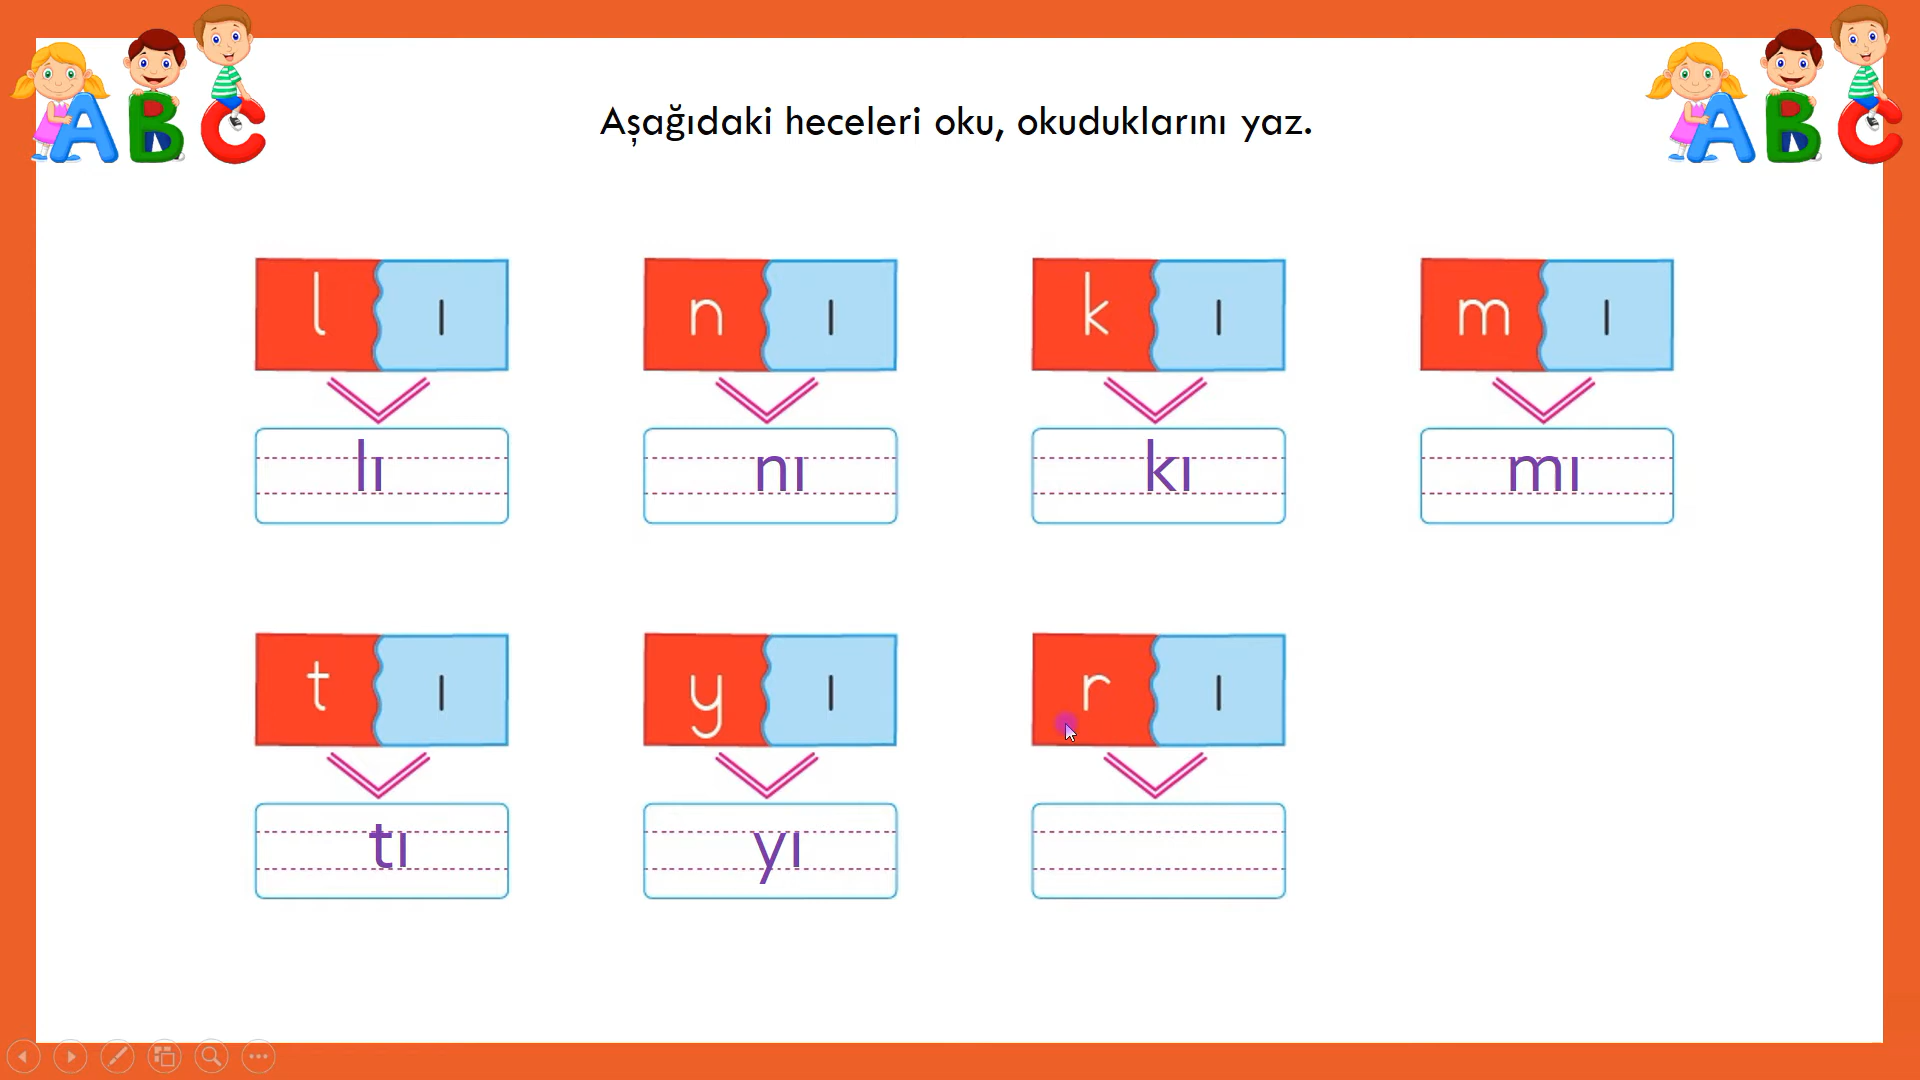 A B C
A B C
Aşağıdaki heceleri oku, okuduklarını yaz.
l ı n ı k ı m ı
lı nı kı mı
t ı y ı r ı
tı yı